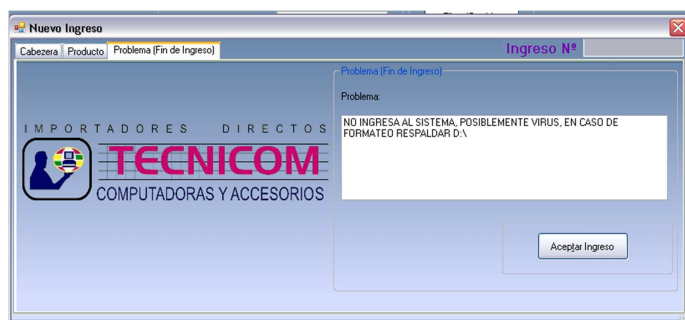 Nuevo Ingreso
Cabezera Producto Problema (Fin de Ingreso)
Ingreso Nº
Problema (Fin de Ingreso)
Problema:
NO INGRESA AL SISTEMA, POSIBLEMENTE VIRUS, EN CASO DE
FORMATEO RESPALDAR D:\
IMPORTADORES DIRECTOS
TECNICOM
COMPUTADORAS Y ACCESORIOS
Aceptar Ingreso